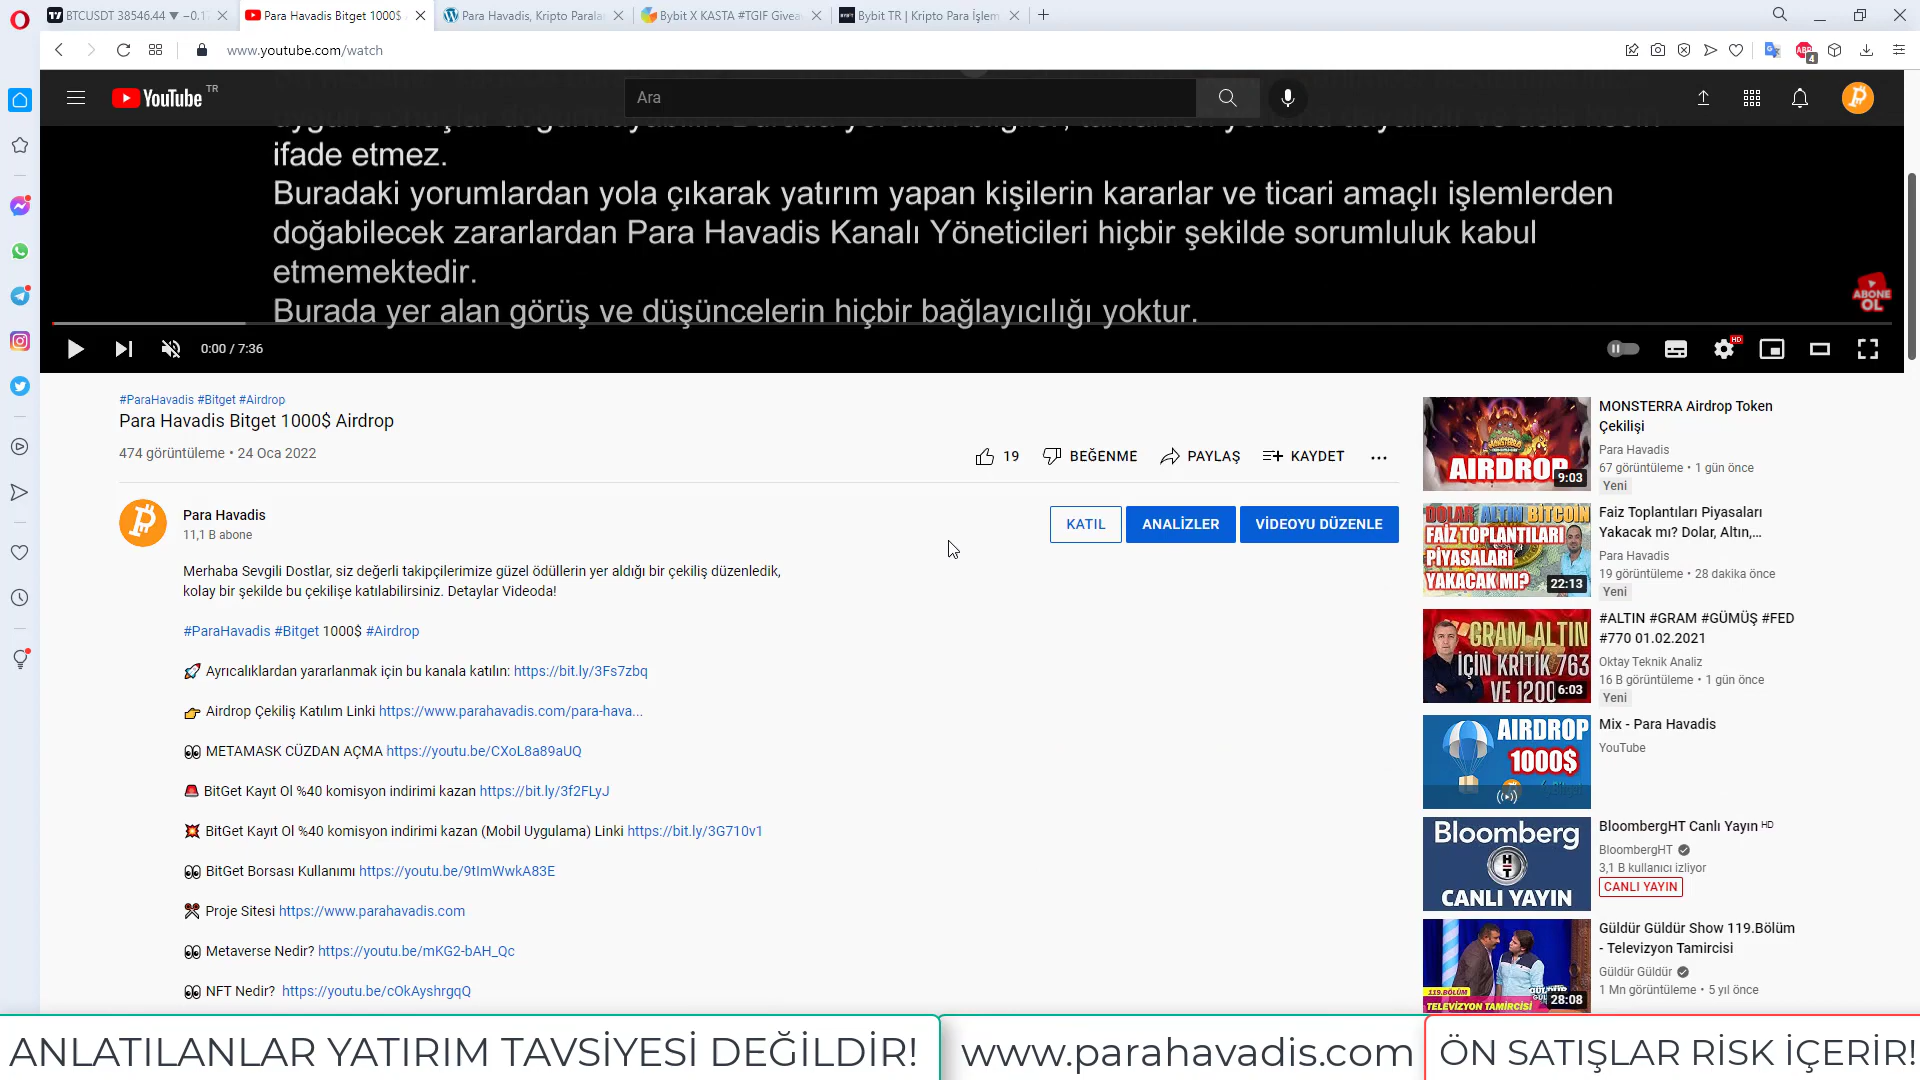 BTCUSDT 38546.44 ▼ −0.1
Para Havadis Bitget 1000$
Para Havadis, Kripto Parala
Bybit X KASTA #TGIF Givea
Bybit TR | Kripto Para İşlem
www.youtube.com/watch
4
YouTube TR
Ara
ifade etmez.
Buradaki yorumlardan yola çıkarak yatırım yapan kişilerin kararlar ve ticari amaçlı işlemlerden
doğabilecek zararlardan Para Havadis Kanalı Yöneticileri hiçbir şekilde sorumluluk kabul
etmemektedir.
Burada yer alan görüş ve düşüncelerin hiçbir bağlayıcılığı yoktur.
ABONE
OL
0:00 / 7:36
HD
#ParaHavadis #Bitget #Airdrop
Para Havadis Bitget 1000$ Airdrop
474 görüntüleme • 24 Oca 2022
19
BEĞENME
PAYLAŞ
KAYDET
Para Havadis
11,1 B abone
KATIL
ANALİZLER
VİDEOYU DÜZENLE
Merhaba Sevgili Dostlar, siz değerli takipçilerimize güzel ödüllerin yer aldığı bir çekiliş düzenledik,
kolay bir şekilde bu çekilişe katılabilirsiniz. Detaylar Videoda!
#ParaHavadis #Bitget 1000$ #Airdrop
🚀 Ayrıcalıklardan yararlanmak için bu kanala katılın: https://bit.ly/3Fs7zbq
👉 Airdrop Çekiliş Katılım Linki https://www.parahavadis.com/para-hava...
👀 METAMASK CÜZDAN AÇMA https://youtu.be/CXoL8a89aUQ
🚨 BitGet Kayıt Ol %40 komisyon indirimi kazan https://bit.ly/3f2FLyJ
💥 BitGet Kayıt Ol %40 komisyon indirimi kazan (Mobil Uygulama) Linki https://bit.ly/3G710v1
👀 BitGet Borsası Kullanımı https://youtu.be/9tImWwkA83E
Proje Sitesi https://www.parahavadis.com
👀 Metaverse Nedir? https://youtu.be/mKG2-bAH_Qc
👀 NFT Nedir? https://youtu.be/cOkAyshrgqQ
AIRDROP
9:03
MONSTERRA Airdrop Token
Çekilişi
Para Havadis
67 görüntüleme • 1 gün önce
Yeni
DOLAR ALTIN BITCOIN
FAİZ TOPLANTILARI
PİYASALARI
YAKACAK MI?
22:13
Faiz Toplantıları Piyasaları
Yakacak mı? Dolar, Altın,...
Para Havadis
19 görüntüleme • 28 dakika önce
Yeni
GRAM ALTIN
İÇİN KRİTİK 763
VE 1200
6:03
#ALTIN #GRAM #GÜMÜŞ #FED
#770 01.02.2021
Oktay Teknik Analiz
16 B görüntüleme • 1 gün önce
Yeni
AIRDROP
1000$
Mix - Para Havadis
YouTube
Bloomberg
HT
CANLI YAYIN
BloombergHT Canlı Yayın HD
BloombergHT
3,1 B kullanıcı izliyor
CANLI YAYIN
119.BÖLÜM
TELEVİZYON TAMİRCİSİ
28:08
Güldür Güldür Show 119.Bölüm
- Televizyon Tamircisi
Güldür Güldür
1 Mn görüntüleme • 5 yıl önce
ANLATILANLAR YATIRIM TAVSİYESİ DEĞİLDİR!
www.parahavadis.com
ÖN SATIŞLAR RİSK İÇERİR!